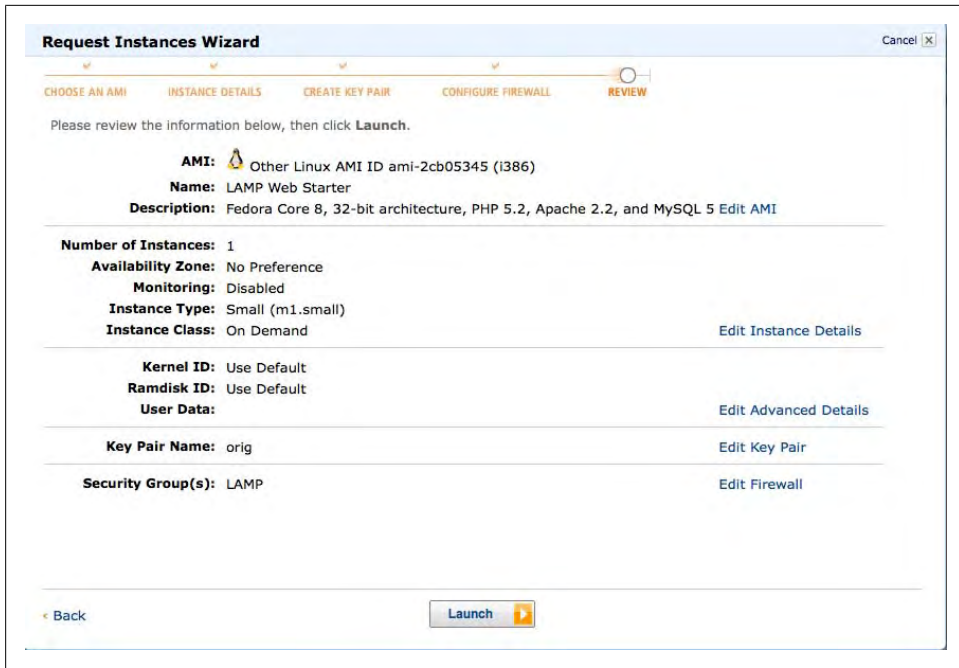 Request Instances Wizard
Cancel
CHOOSE AN AMI INSTANCE DETAILS CREATE KEY PAIR CONFIGURE FIREWALL REVIEW
Please review the information below, then click Launch.
AMI: Other Linux AMI ID ami-2cb05345 (i386)
Name: LAMP Web Starter
Description: Fedora Core 8, 32-bit architecture, PHP 5.2, Apache 2.2, and MySQL 5 Edit AMI
Number of Instances: 1
Availability Zone: No Preference
Monitoring: Disabled
Instance Type: Small (m1.small)
Instance Class: On Demand Edit Instance Details
Kernel ID: Use Default
Ramdisk ID: Use Default
User Data: Edit Advanced Details
Key Pair Name: orig Edit Key Pair
Security Group(s): LAMP Edit Firewall
< Back Launch